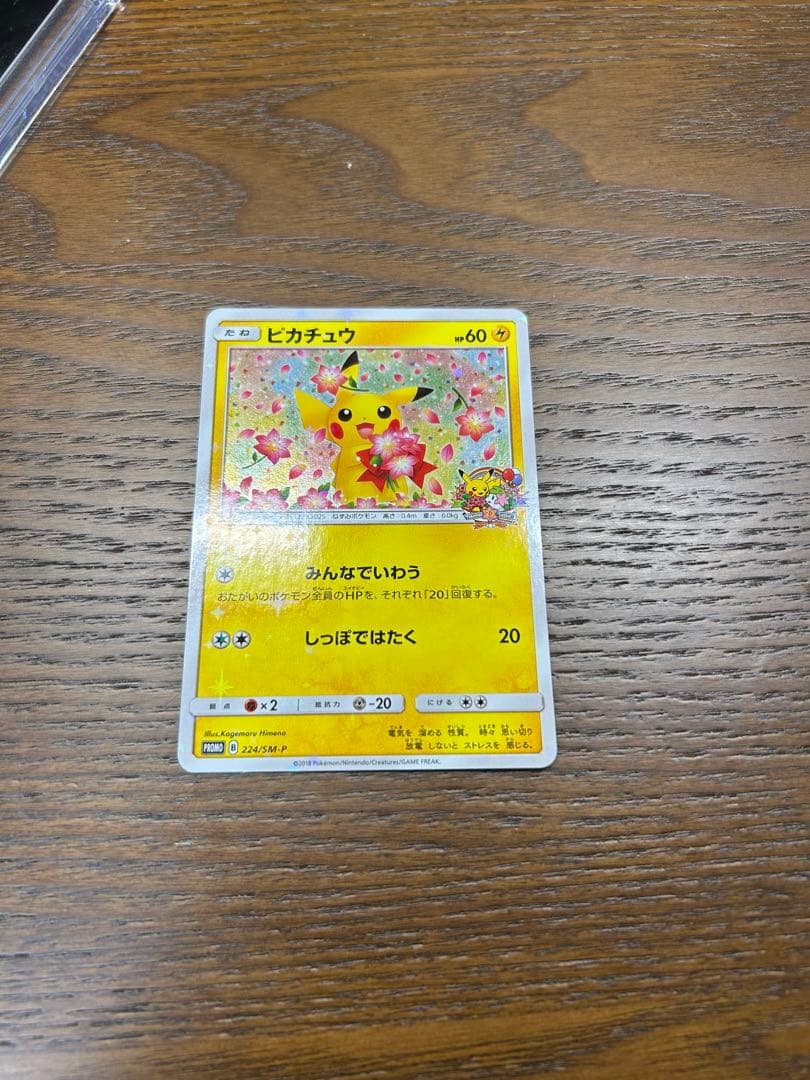 たね ピカチュウ HP60
.025 ねずみポケモン 高さ：0.4m 重さ：6.0kg
みんなでいわう
おたがいのポケモン全員のHPを、それぞれ「20」回復する。
しっぽではたく 20
弱点 ×2 抵抗力 -20 にげる
Illus.Kagemaru Himeno
電気を 溜める 性質。 時々 思い切り
放電 しないと ストレスを 感じる。
PROMO B 224/SM-P
©2018 Pokémon/Nintendo/Creatures/GAME FREAK.